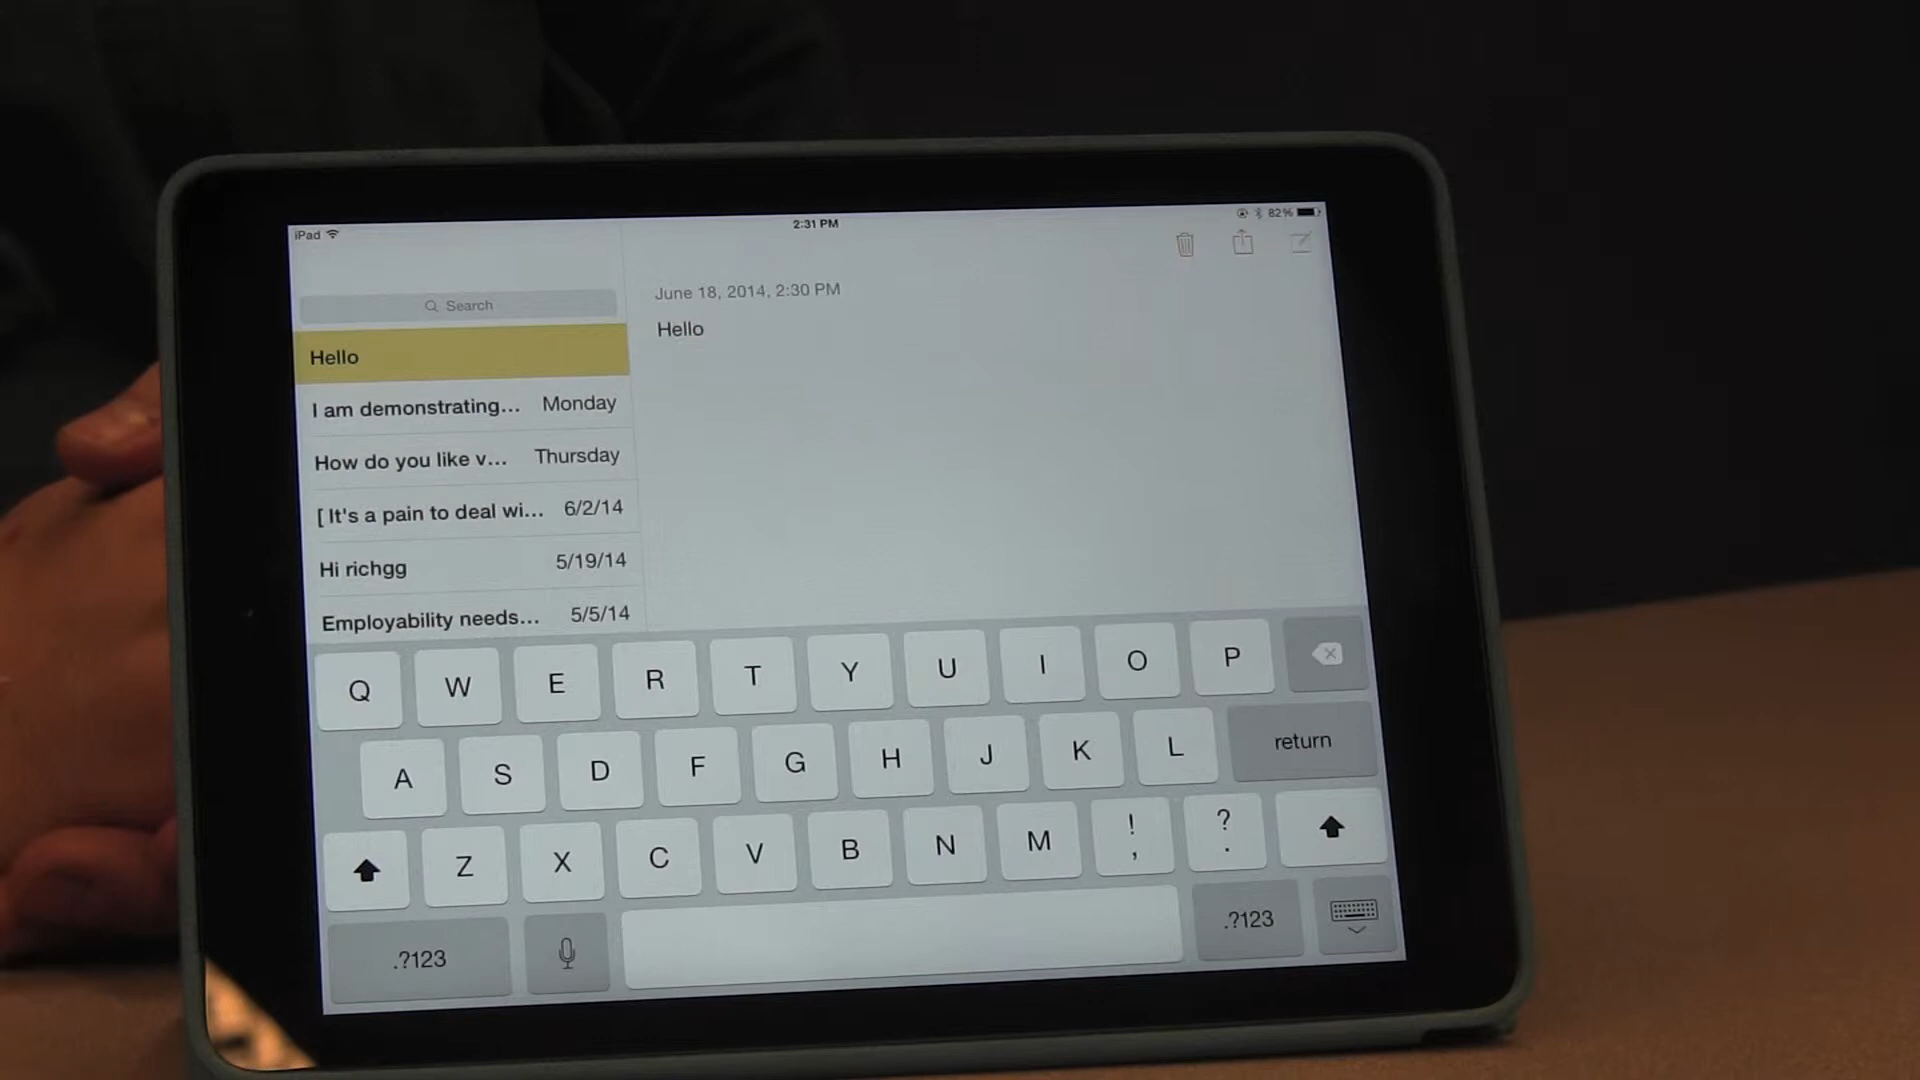 iPad
2:31 PM
82%
Search
June 18, 2014, 2:30 PM
Hello
Hello
I am demonstrating... Monday
How do you like v... Thursday
[ It's a pain to deal wi... 6/2/14
Hi richgg 5/19/14
Employability needs... 5/5/14
Q W E R T Y U I O P
A S D F G H J K L return
Z X C V B N M ! , ? .
.?123 .?123